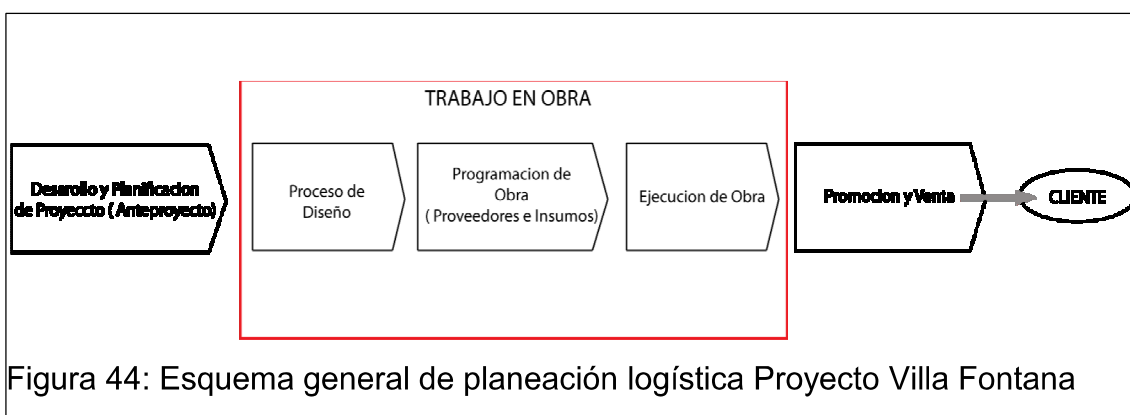 TRABAJO EN OBRA
Desarollo y Planificacion
de Proyeccto ( Anteproyecto)
Proceso de
Diseño
Programacion de
Obra
( Proveedores e Insumos)
Ejecucion de Obra
Promocion y Venta
CLIENTE
Figura 44: Esquema general de planeación logística Proyecto Villa Fontana